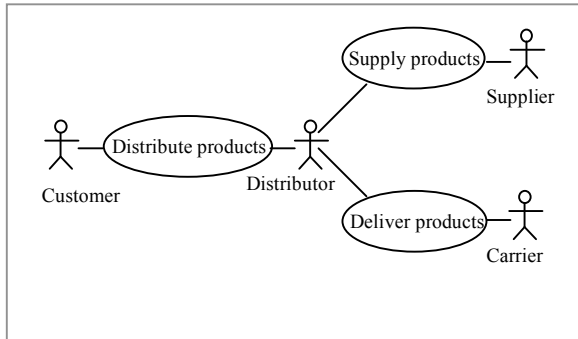 Supply products
Supplier
Distribute products
Customer
Distributor
Deliver products
Carrier